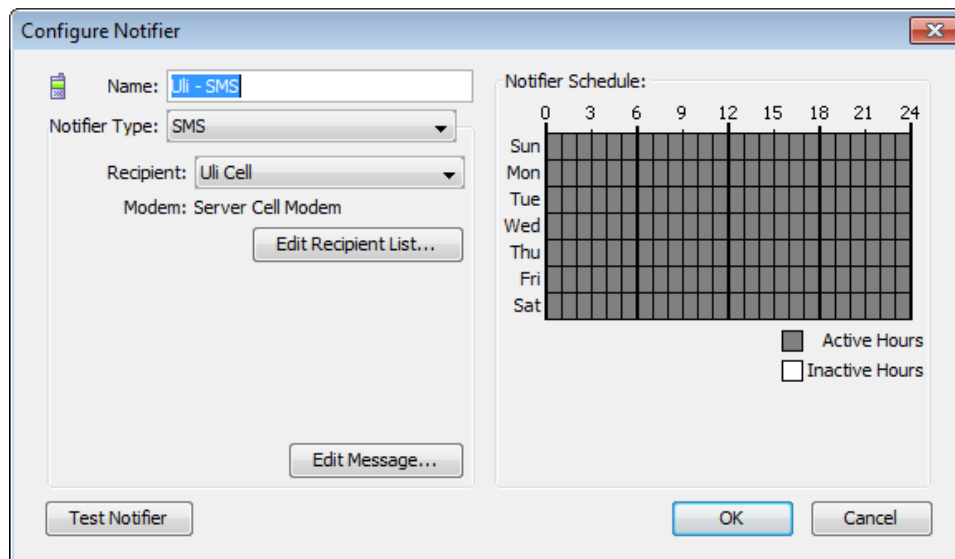 Configure Notifier
Name: Uli - SMS
Notifier Type: SMS
Recipient: Uli Cell
Modem: Server Cell Modem
Edit Recipient List...
Edit Message...
Notifier Schedule:
0 3 6 9 12 15 18 21 24
Sun
Mon
Tue
Wed
Thu
Fri
Sat
Active Hours
Inactive Hours
Test Notifier
OK
Cancel